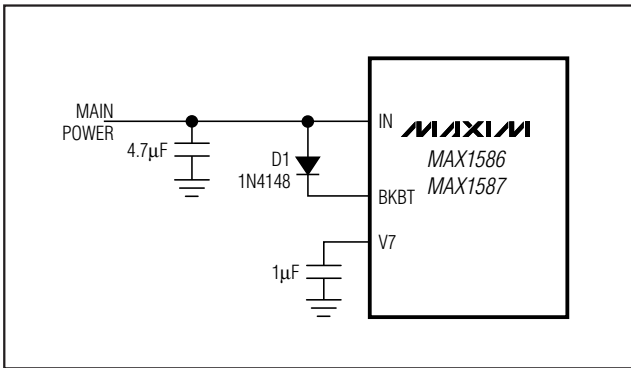 MAIN
POWER
4.7µF
D1
1N4148
IN
MAXIM
MAX1586
MAX1587
BKBT
V7
1µF